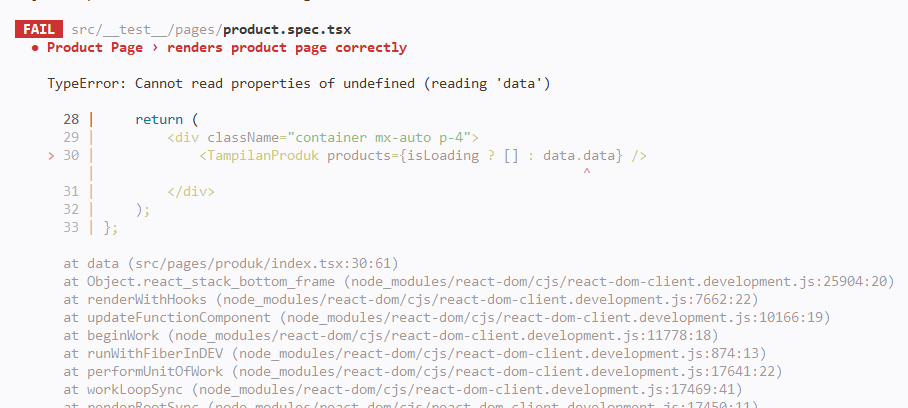 FAIL src/__test__/pages/product.spec.tsx
● Product Page › renders product page correctly
TypeError: Cannot read properties of undefined (reading 'data')
28 | return (
29 | <div className="container mx-auto p-4">
> 30 | <TampilanProduk products={isLoading ? [] : data.data} />
| ^
31 | </div>
32 | );
33 | };
at data (src/pages/produk/index.tsx:30:61)
at Object.react_stack_bottom_frame (node_modules/react-dom/cjs/react-dom-client.development.js:25904:20)
at renderWithHooks (node_modules/react-dom/cjs/react-dom-client.development.js:7662:22)
at updateFunctionComponent (node_modules/react-dom/cjs/react-dom-client.development.js:10166:19)
at beginWork (node_modules/react-dom/cjs/react-dom-client.development.js:11778:18)
at runWithFiberInDEV (node_modules/react-dom/cjs/react-dom-client.development.js:874:13)
at performUnitOfWork (node_modules/react-dom/cjs/react-dom-client.development.js:17641:22)
at workLoopSync (node_modules/react-dom/cjs/react-dom-client.development.js:17469:41)
at renderRootSync (node_modules/react-dom/cjs/react-dom-client.development.js:17450:11)